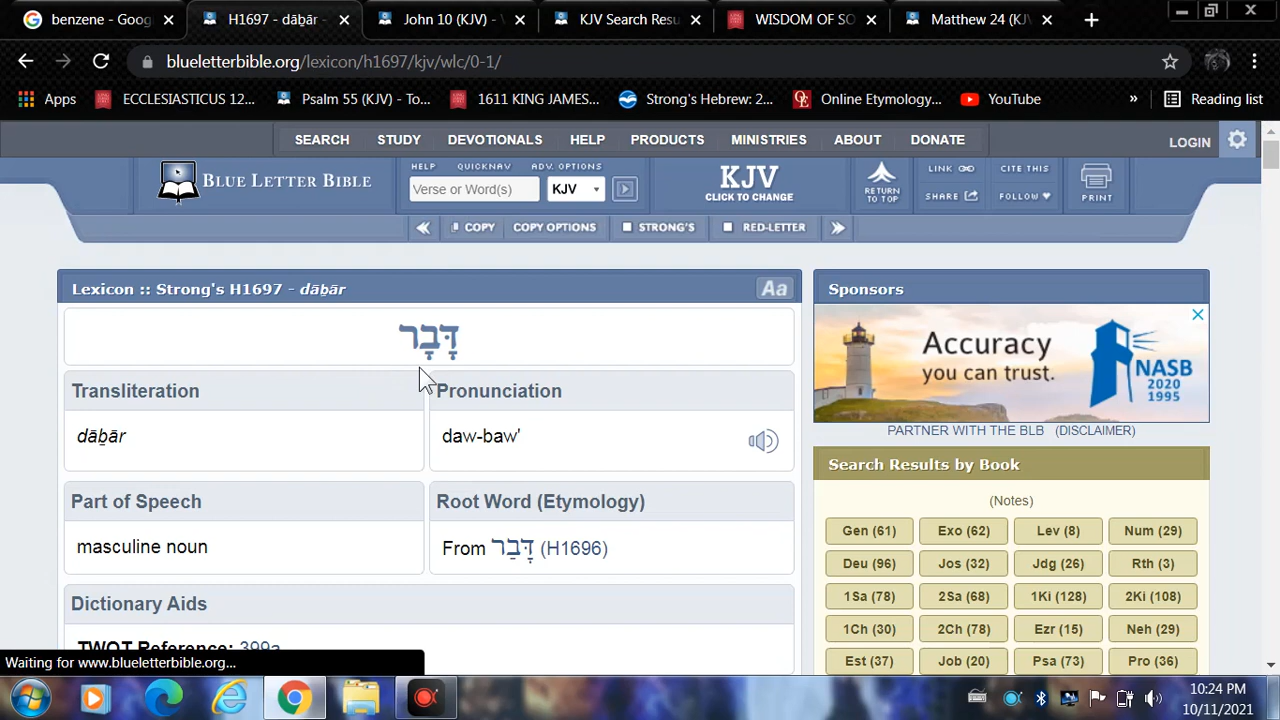 benzene - Goog
H1697 - dāḇār -
John 10 (KJV) -
KJV Search Resu
WISDOM OF SO
Matthew 24 (KJV
blueletterbible.org/lexicon/h1697/kjv/wlc/0-1/
Apps
ECCLESIASTICUS 12...
Psalm 55 (KJV) - To...
1611 KING JAMES...
Strong's Hebrew: 2...
Online Etymology...
YouTube
»
Reading list
SEARCH STUDY DEVOTIONALS HELP PRODUCTS MINISTRIES ABOUT DONATE
LOGIN
BLUE LETTER BIBLE
HELP QUICKNAV ADV. OPTIONS
Verse or Word(s) KJV
KJV
CLICK TO CHANGE
RETURN
TO TOP
LINK CITE THIS
SHARE FOLLOW
PRINT
COPY COPY OPTIONS STRONG'S RED-LETTER
Lexicon :: Strong's H1697 - dāḇār
Aa
דָּבָר
Transliteration
dāḇār
Pronunciation
daw-baw'
Part of Speech
masculine noun
Root Word (Etymology)
From דָּבַר (H1696)
Dictionary Aids
TWOT Reference: 399a
Sponsors
Accuracy
you can trust.
NASB
2020
1995
PARTNER WITH THE BLB (DISCLAIMER)
Search Results by Book
(Notes)
Gen (61) Exo (62) Lev (8) Num (29)
Deu (96) Jos (32) Jdg (26) Rth (3)
1Sa (78) 2Sa (68) 1Ki (128) 2Ki (108)
1Ch (30) 2Ch (78) Ezr (15) Neh (29)
Est (37) Job (20) Psa (73) Pro (36)
Waiting for www.blueletterbible.org...
10:24 PM
10/11/2021